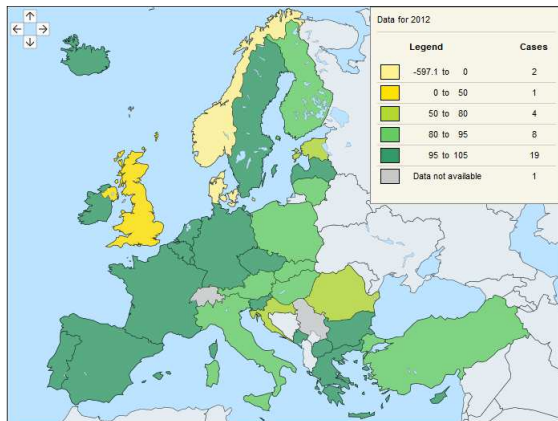 Data for 2012
Legend Cases
-597.1 to 0 2
0 to 50 1
50 to 80 4
80 to 95 8
95 to 105 19
Data not available 1